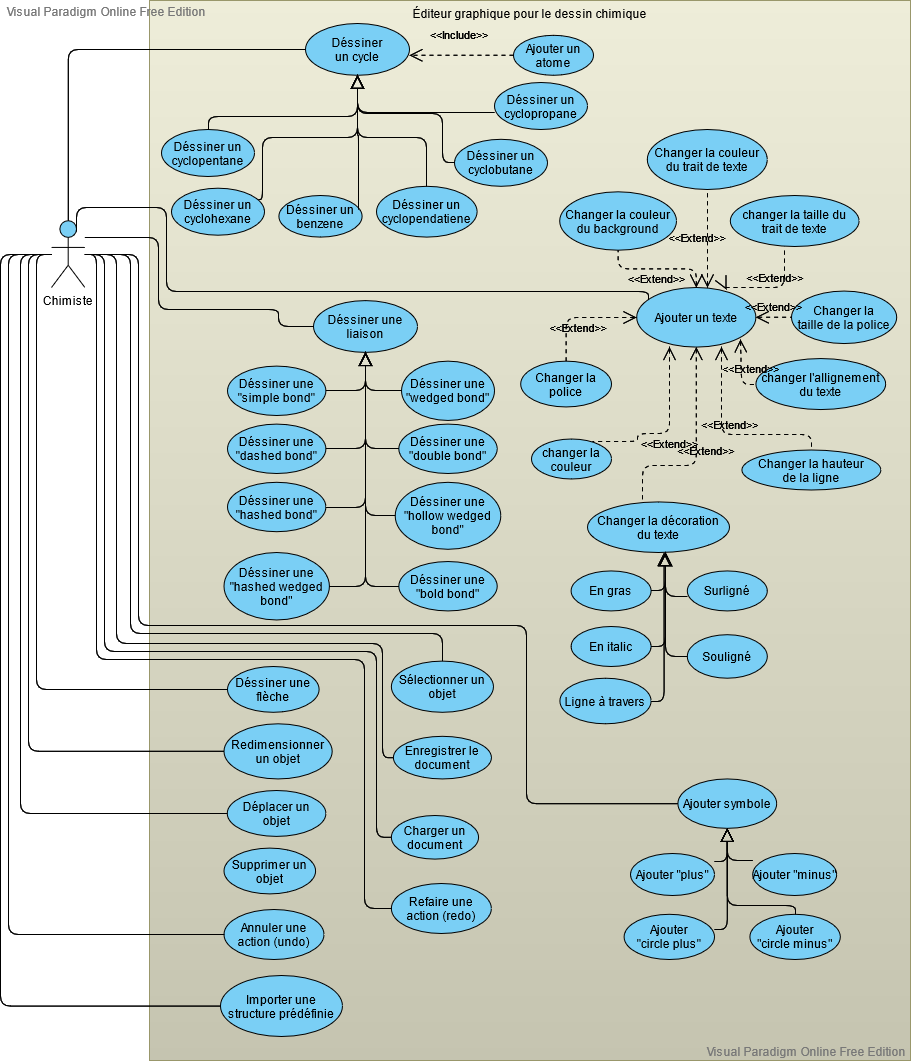 Visual Paradigm Online Free Edition
Éditeur graphique pour le dessin chimique
Déssiner
un cycle
<<Include>>
Ajouter un
atome
Déssiner un
cyclopropane
Déssiner un
cyclopentane
Déssiner un
cyclobutane
Déssiner un
cyclohexane
Déssiner un
benzene
Déssiner un
cyclopendatiene
Changer la couleur
du trait de texte
Changer la couleur
du background
changer la taille du
trait de texte
<<Extend>>
<<Extend>>
<<Extend>>
Chimiste
Ajouter un texte
<<Extend>>
Changer la
taille de la police
<<Extend>>
Déssiner une
liaison
Changer la
police
<<Extend>>
changer l'allignement
du texte
Déssiner une
"simple bond"
Déssiner une
"wedged bond"
Déssiner une
"dashed bond"
Déssiner une
"double bond"
<<Extend>>
<<Extend>>
<<Extend>>
changer la
couleur
Changer la hauteur
de la ligne
Déssiner une
"hashed bond"
Déssiner une
"hollow wedged
bond"
Changer la décoration
du texte
Déssiner une
"hashed wedged
bond"
Déssiner une
"bold bond"
En gras
Surligné
En italic
Souligné
Ligne à travers
Déssiner une
flèche
Sélectionner un
objet
Redimensionner
un objet
Enregistrer le
document
Déplacer un
objet
Ajouter symbole
Charger un
document
Supprimer un
objet
Ajouter "plus"
Ajouter "minus"
Refaire une
action (redo)
Annuler une
action (undo)
Ajouter
"circle plus"
Ajouter
"circle minus"
Importer une
structure prédéfinie
Visual Paradigm Online Free Edition